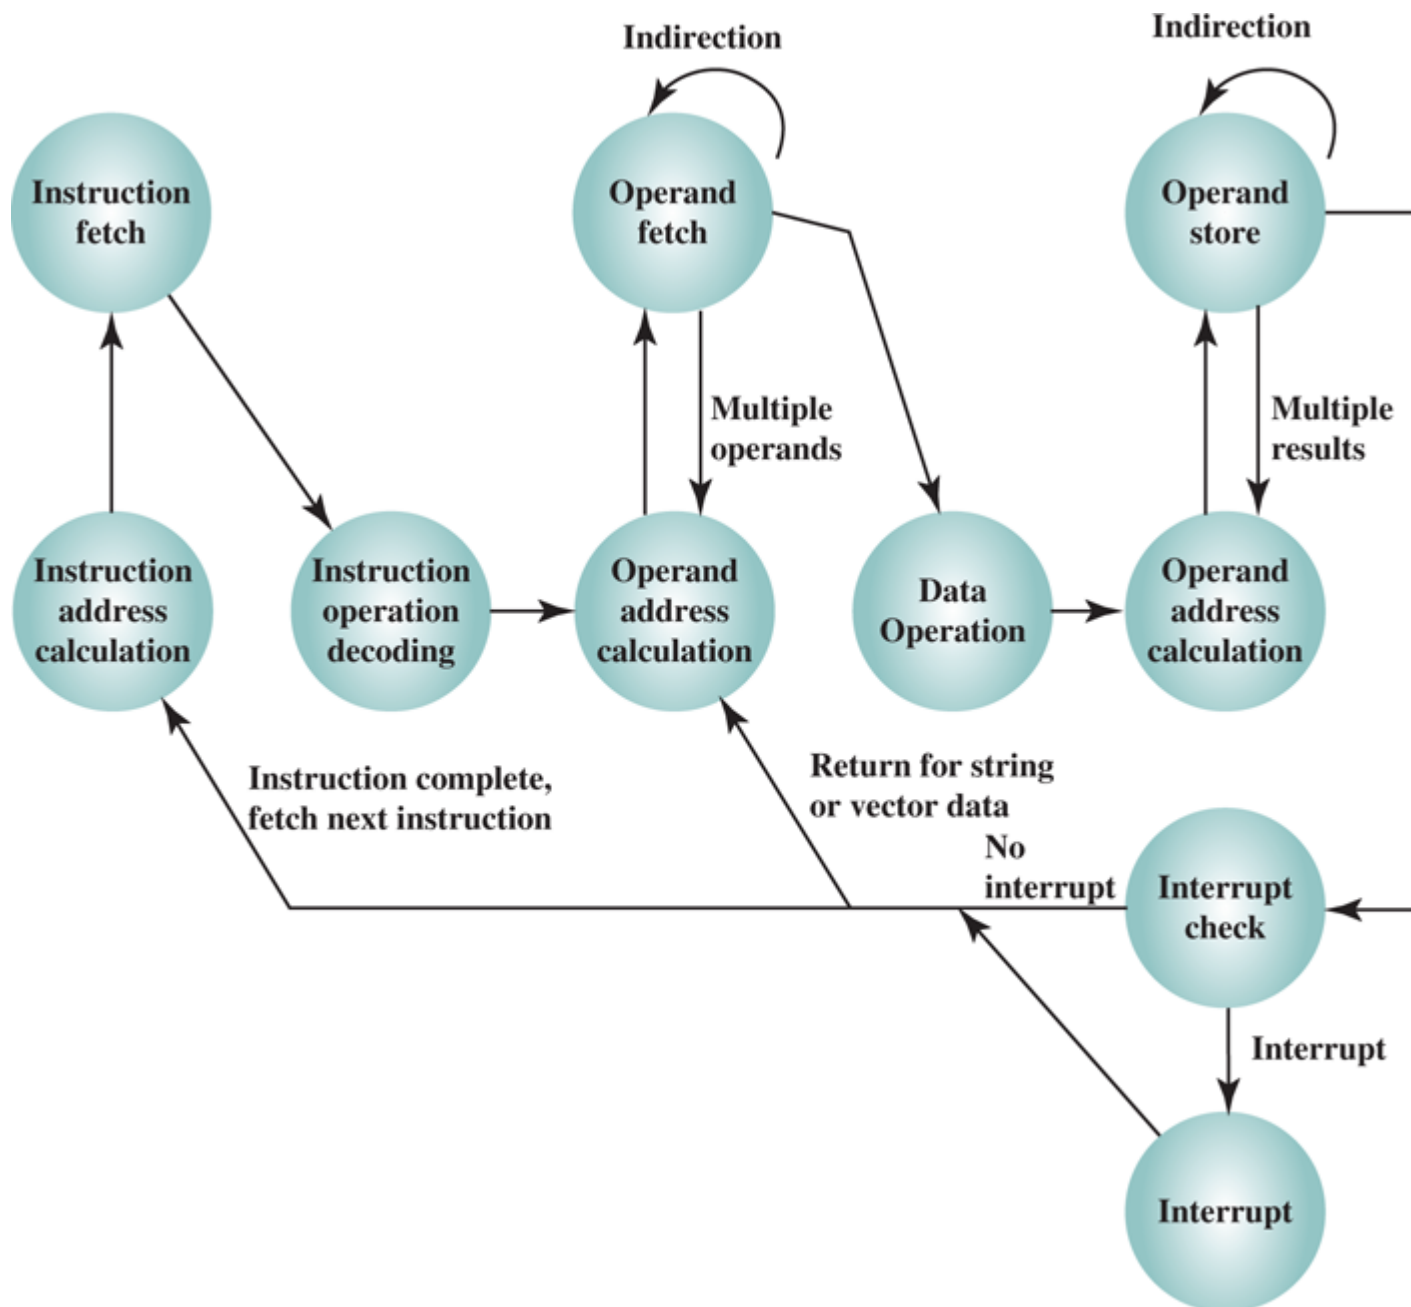 Indirection
Indirection
Instruction
fetch
Operand
fetch
Operand
store
Multiple
operands
Multiple
results
Instruction
address
calculation
Instruction
operation
decoding
Operand
address
calculation
Data
Operation
Operand
address
calculation
Instruction complete,
fetch next instruction
Return for string
or vector data
No
interrupt
Interrupt
check
Interrupt
Interrupt